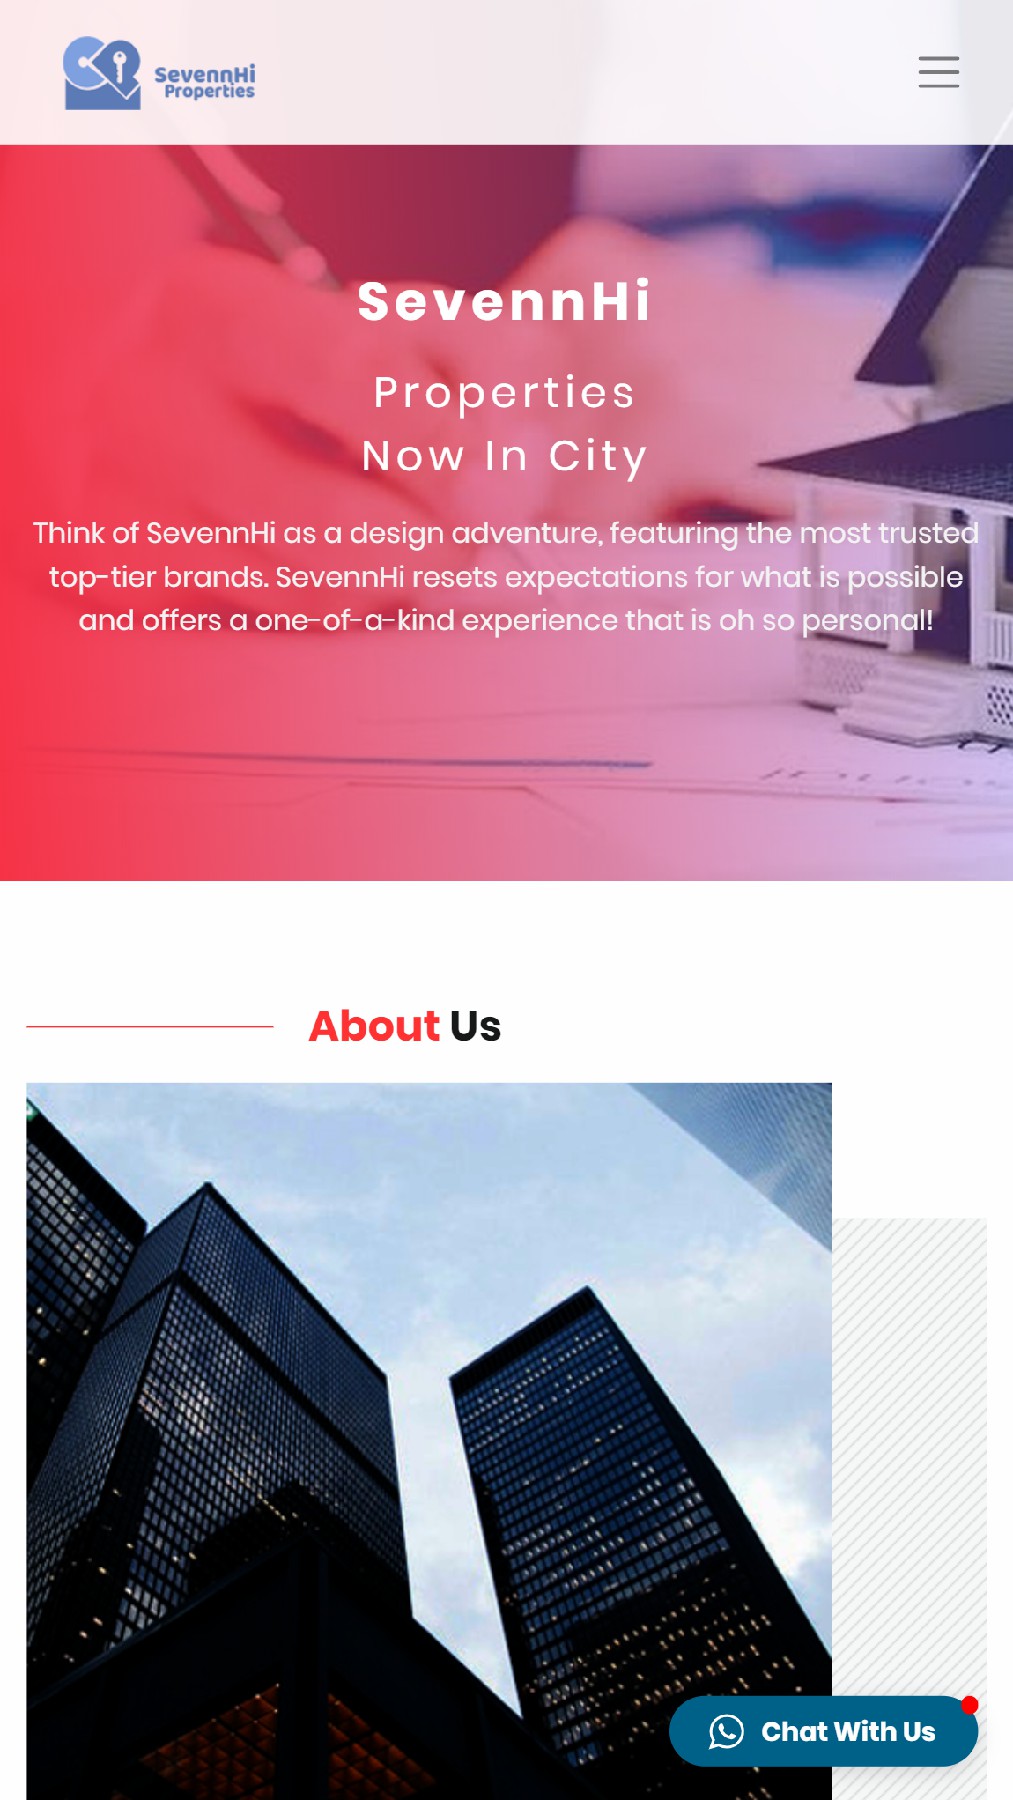 SevennHi
Properties
SevennHi
Properties
Now In City
Think of SevennHi as a design adventure, featuring the most trusted
top-tier brands. SevennHi resets expectations for what is possible
and offers a one-of-a-kind experience that is oh so personal!
About Us
Chat With Us